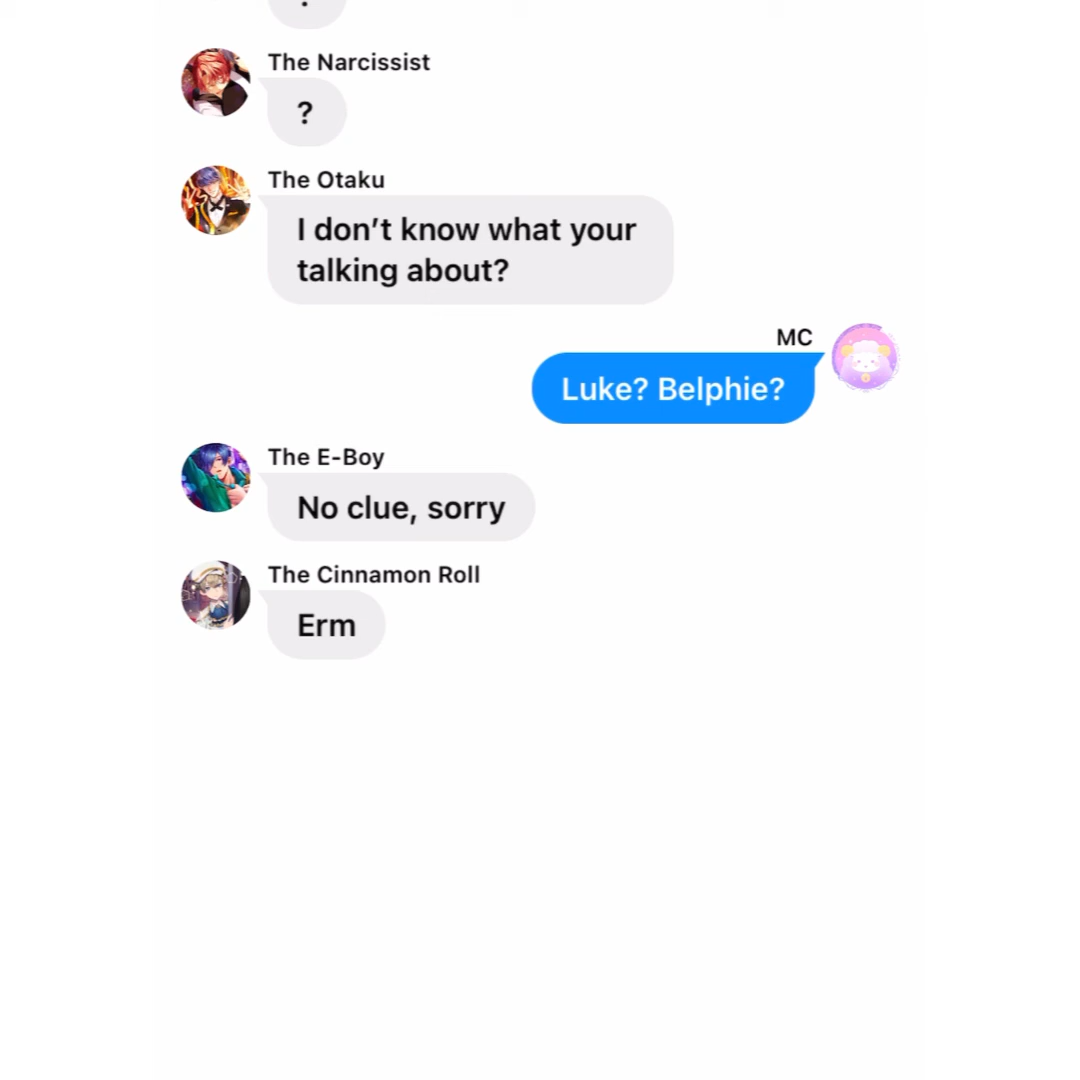 The Narcissist
?
The Otaku
I don’t know what your
talking about?
MC
Luke? Belphie?
The E-Boy
No clue, sorry
The Cinnamon Roll
Erm